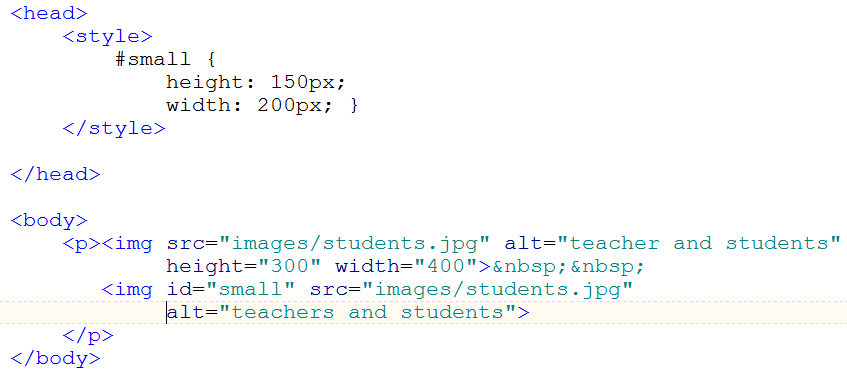 <head>
<style>
#small {
height: 150px;
width: 200px; }
</style>
</head>
<body>
<p><img src="images/students.jpg" alt="teacher and students"
height="300" width="400">&nbsp;&nbsp;
<img id="small" src="images/students.jpg"
alt="teachers and students">
</p>
</body>